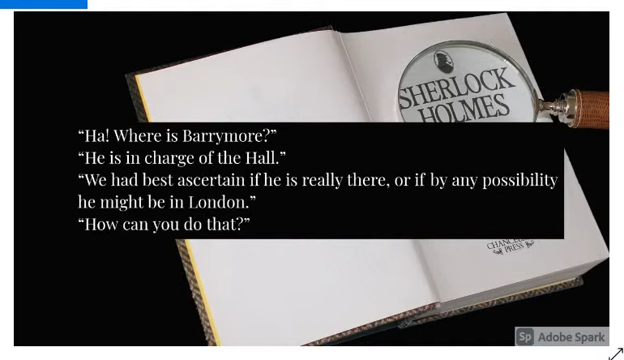 SHERLOCK
HOLMES
“Ha! Where is Barrymore?”
“He is in charge of the Hall.”
“We had best ascertain if he is really there, or if by any possibility
he might be in London.”
“How can you do that?”
PRESS
Sp Adobe Spark